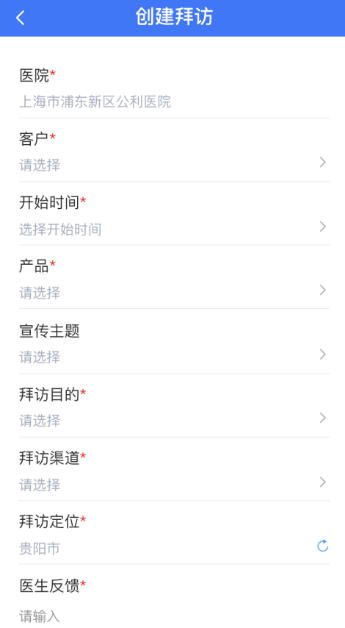 创建拜访
医院*
上海市浦东新区公利医院
客户*
请选择
开始时间*
选择开始时间
产品*
请选择
宣传主题
请选择
拜访目的*
请选择
拜访渠道*
请选择
拜访定位*
贵阳市
医生反馈*
请输入